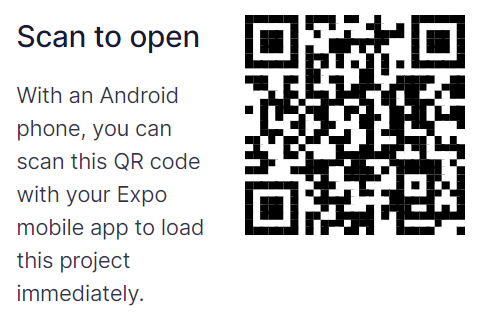 Scan to open
With an Android
phone, you can
scan this QR code
with your Expo
mobile app to load
this project
immediately.